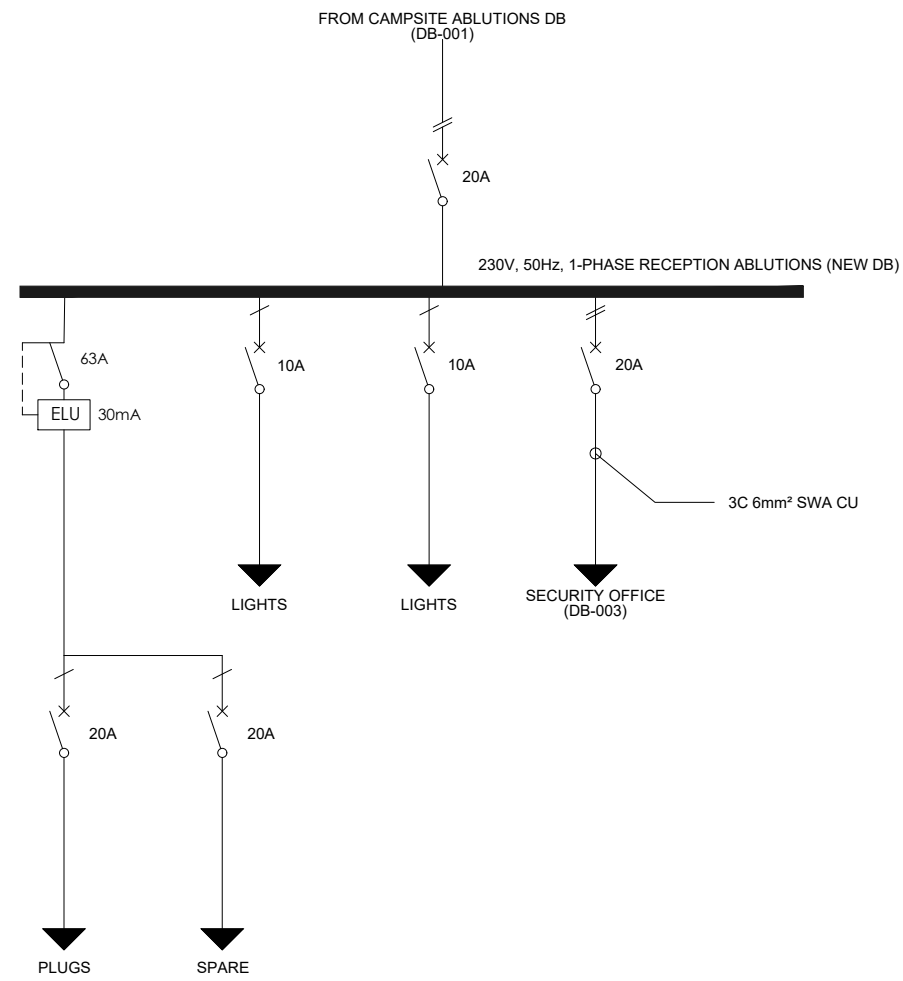 FROM CAMPSITE ABLUTIONS DB
(DB-001)
20A
230V, 50Hz, 1-PHASE RECEPTION ABLUTIONS (NEW DB)
63A
10A
10A
20A
ELU
30mA
3C 6mm² SWA CU
LIGHTS
LIGHTS
SECURITY OFFICE
(DB-003)
20A
20A
PLUGS
SPARE